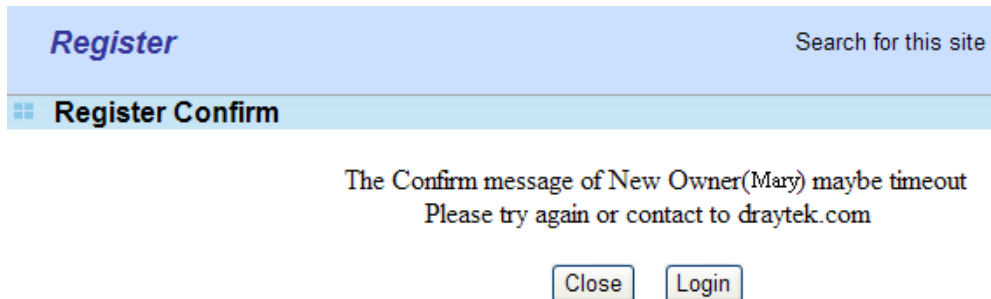 Register
Search for this site
Register Confirm
The Confirm message of New Owner(Mary) maybe timeout
Please try again or contact to draytek.com
Close
Login